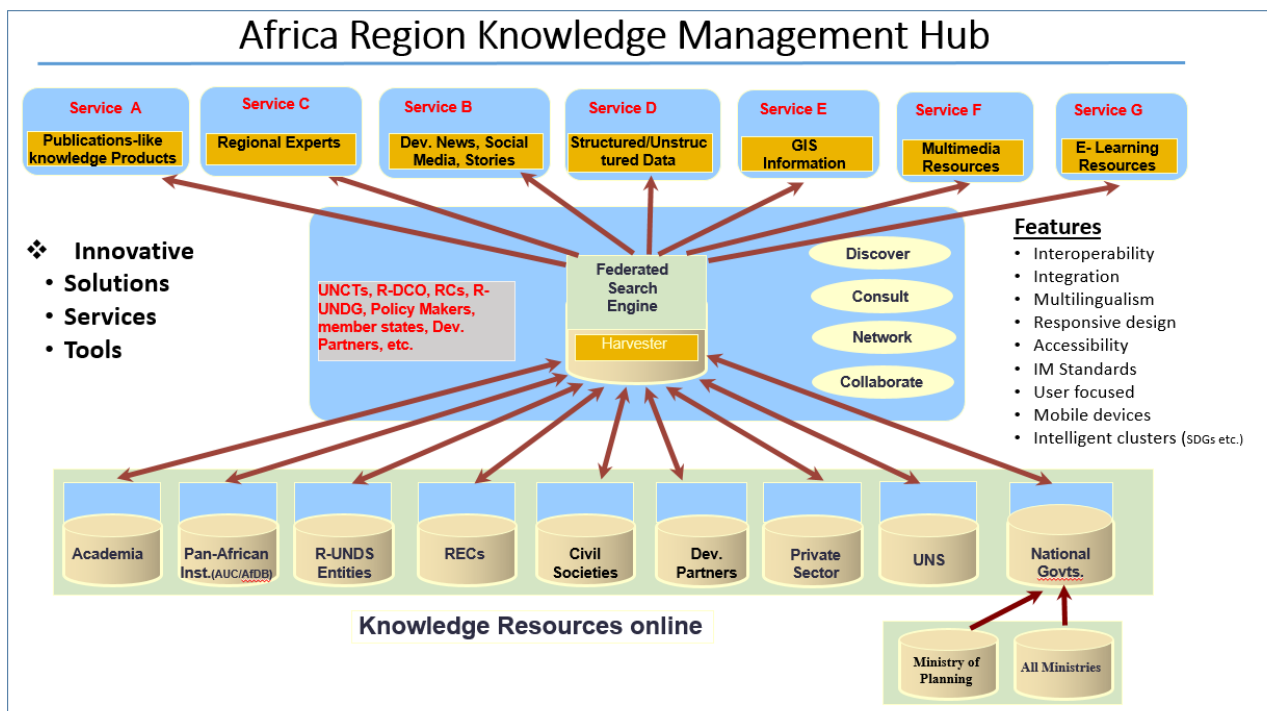 Africa Region Knowledge Management Hub
Service A
Publications-like
knowledge Products
Service C
Regional Experts
Service B
Dev. News, Social
Media, Stories
Service D
Structured/Unstruc
tured Data
Service E
GIS
Information
Service F
Multimedia
Resources
Service G
E- Learning
Resources
❖ Innovative
• Solutions
• Services
• Tools
UNCTs, R-DCO, RCs, R-
UNDG, Policy Makers,
member states, Dev.
Partners, etc.
Federated
Search
Engine
Harvester
Discover
Consult
Network
Collaborate
Features
• Interoperability
• Integration
• Multilingualism
• Responsive design
• Accessibility
• IM Standards
• User focused
• Mobile devices
• Intelligent clusters (SDGs etc.)
Academia
Pan-African
Inst.(AUC/AfDB)
R-UNDS
Entities
RECs
Civil
Societies
Dev.
Partners
Private
Sector
UNS
National
Govts.
Knowledge Resources online
Ministry of
Planning
All Ministries